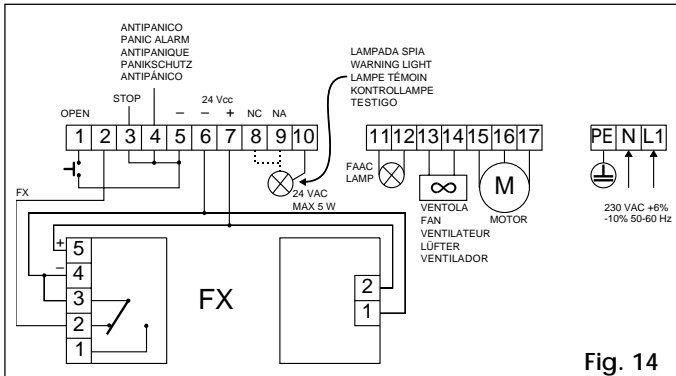 ANTIPANICO
PANIC ALARM
ANTIPANIQUE
PANIKSCHUTZ
ANTIPÁNICO
LAMPADA SPIA
WARNING LIGHT
LAMPE TÉMOIN
KONTROLLAMPE
TESTIGO
STOP
24 Vcc
OPEN
– – + NC NA
1 2 3 4 5 6 7 8 9 10
11 12 13 14 15 16 17
PE N L1
FAAC
LAMP
M
FX
24 VAC
MAX 5 W
VENTOLA
FAN
VENTILATEUR
LÜFTER
VENTILADOR
MOTOR
230 VAC +6%
-10% 50-60 Hz
+
5
–
4
3
2
1
FX
2
1
Fig. 14